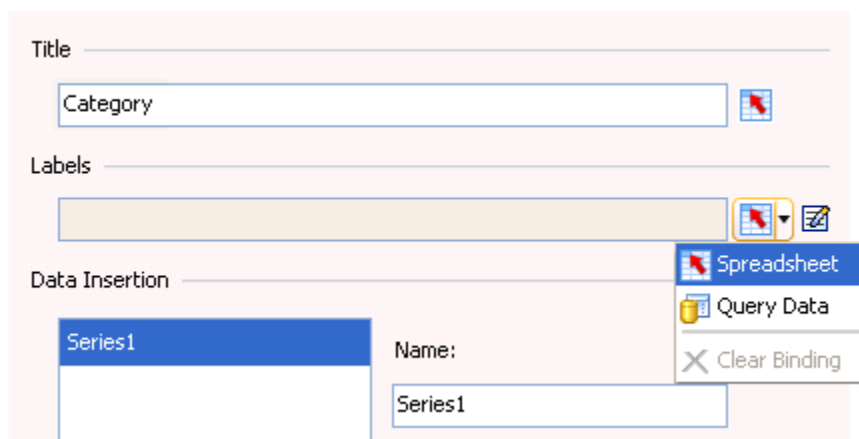 Title
Category
Labels
Spreadsheet
Data Insertion
Query Data
Series1
Name:
Clear Binding
Series1